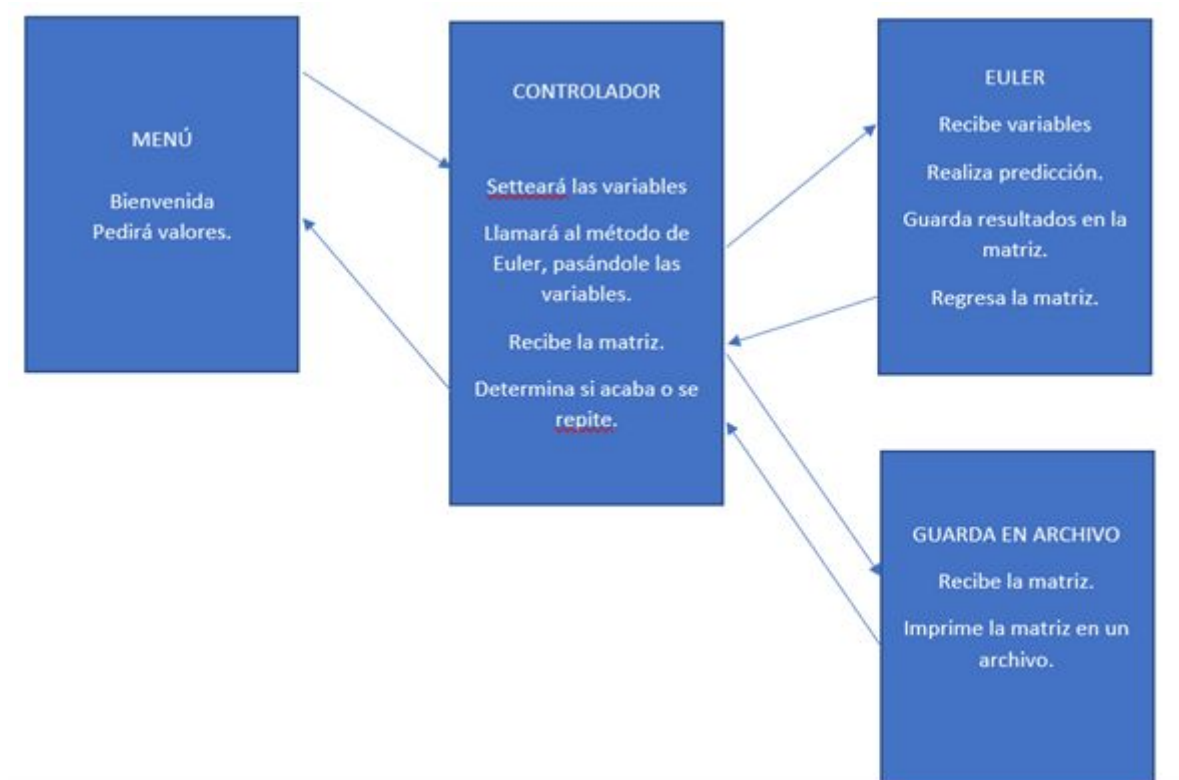 MENÚ
Bienvenida
Pedirá valores.
CONTROLADOR
Setteará las variables
Llamará al método de
Euler, pasándole las
variables.
Recibe la matriz.
Determina si acaba o se
repite.
EULER
Recibe variables
Realiza predicción.
Guarda resultados en la
matriz.
Regresa la matriz.
GUARDA EN ARCHIVO
Recibe la matriz.
Imprime la matriz en un
archivo.